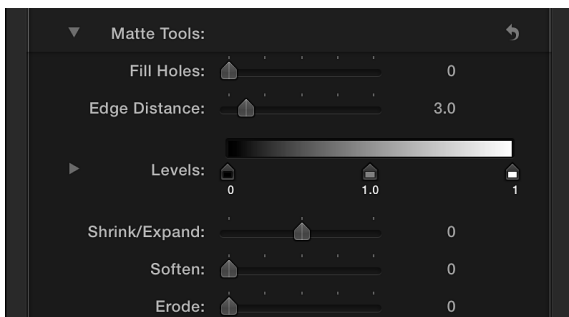 Matte Tools:
Fill Holes: 0
Edge Distance: 3.0
Levels:
0 1.0 1
Shrink/Expand: 0
Soften: 0
Erode: 0